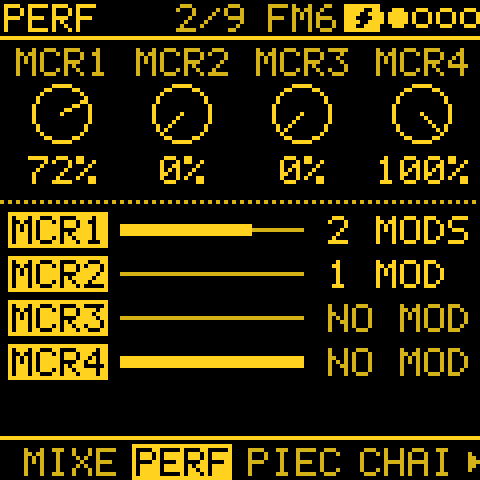 PERF 2/9 FM6 f
MCR1 MCR2 MCR3 MCR4
72% 0% 0% 100%
MCR1 2 MODS
MCR2 1 MOD
MCR3 NO MOD
MCR4 NO MOD
MIXE PERF PIEC CHAI